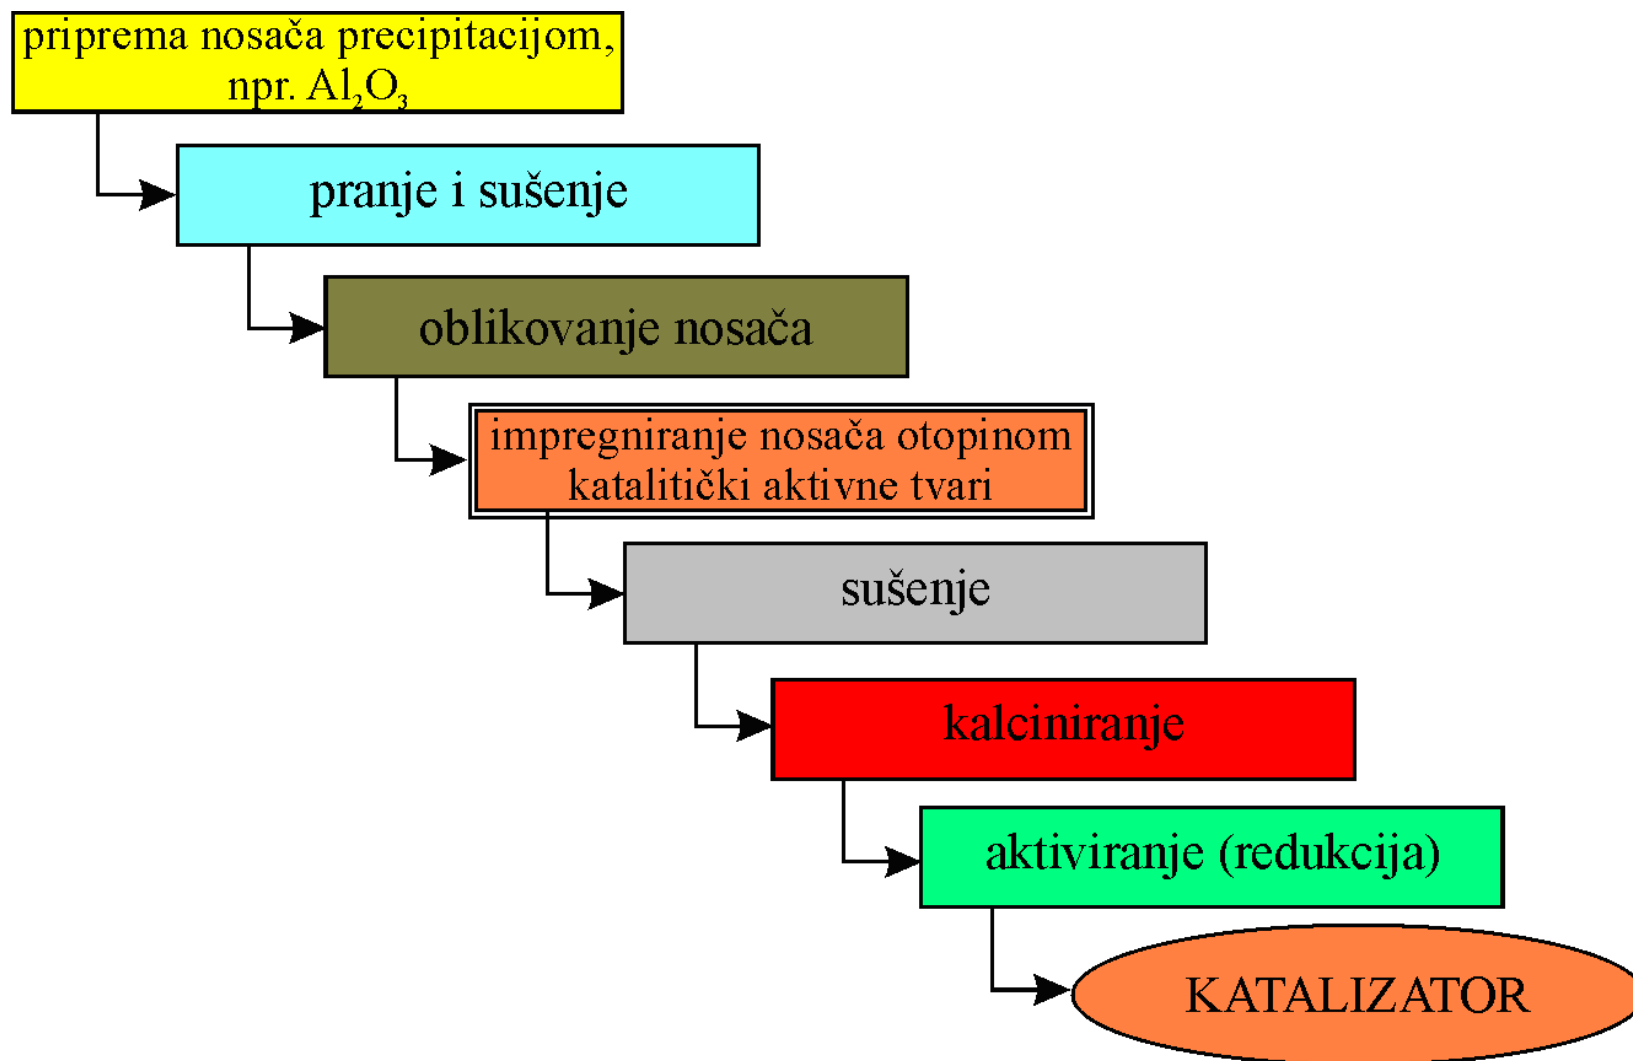 priprema nosača precipitacijom,
npr. Al₂O₃
pranje i sušenje
oblikovanje nosača
impregniranje nosača otopinom
katalitički aktivne tvari
sušenje
kalciniranje
aktiviranje (redukcija)
KATALIZATOR